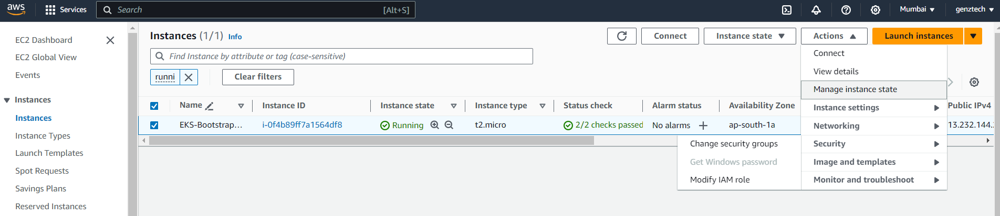 aws Services Search [Alt+S] Mumbai genztech
EC2 Dashboard
EC2 Global View
Events
Instances
Instances
Instance Types
Launch Templates
Spot Requests
Savings Plans
Reserved Instances
Instances (1/1) Info Connect Instance state Actions Launch instances
Find Instance by attribute or tag (case-sensitive)
runni Clear filters
Name Instance ID Instance state Instance type Status check Alarm status Availability Zone Public IPv4
EKS-Bootstrap... i-0f4b89ff7a1564df8 Running t2.micro 2/2 checks passed No alarms ap-south-1a 13.232.144.
Connect
View details
Manage instance state
Instance settings
Networking
Security
Image and templates
Monitor and troubleshoot
Change security groups
Get Windows password
Modify IAM role